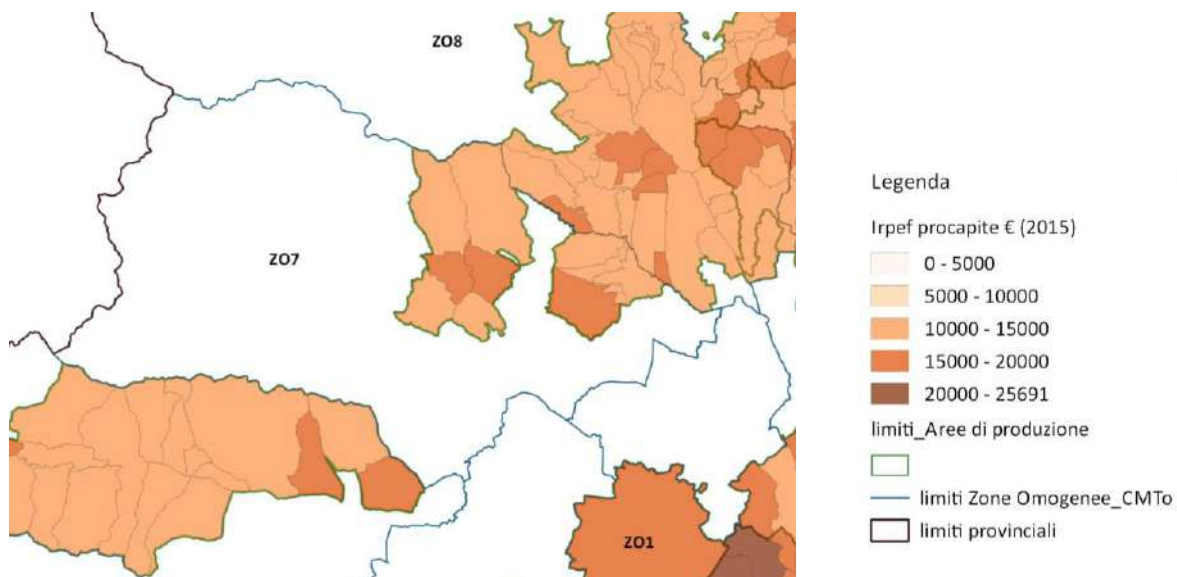 ZO8
ZO7
ZO1
Legenda
Irpef procapite € (2015)
0 - 5000
5000 - 10000
10000 - 15000
15000 - 20000
20000 - 25691
limiti_Aree di produzione
limiti Zone Omogenee_CMTo
limiti provinciali